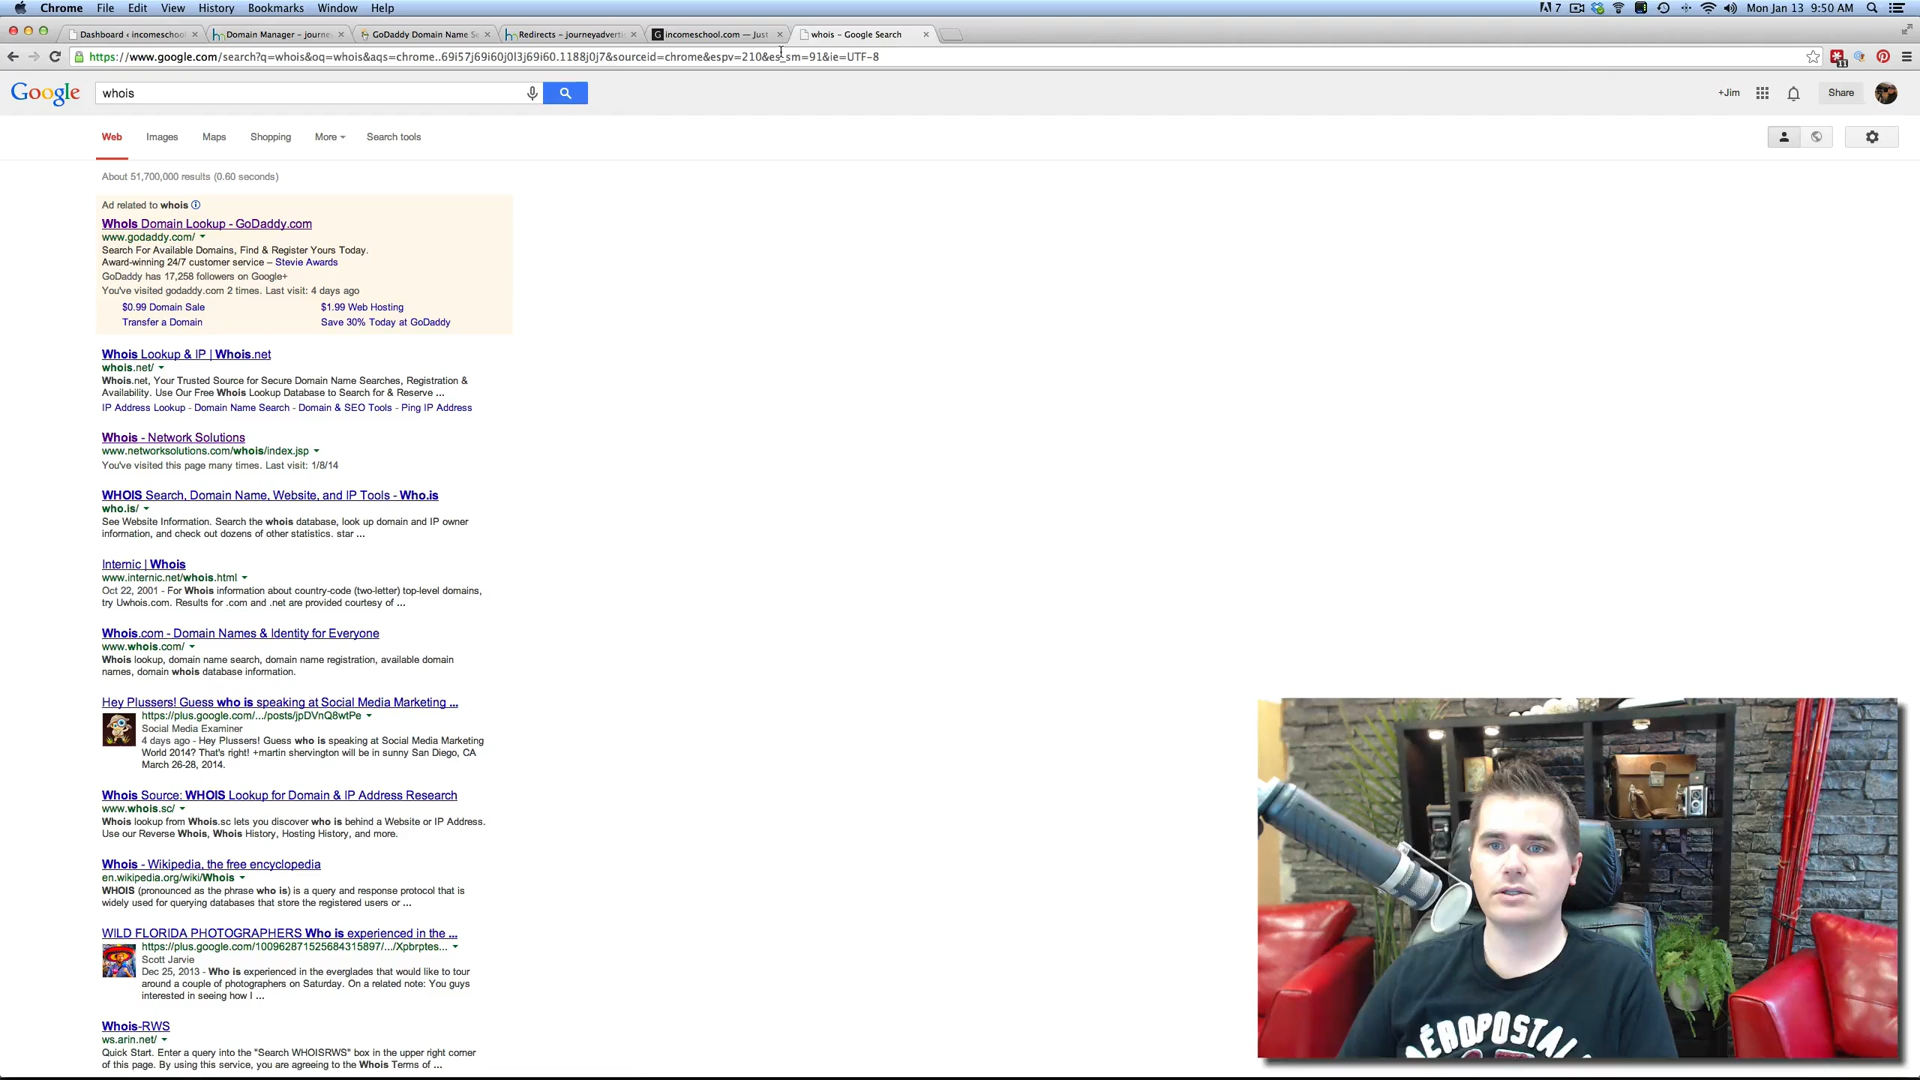 Chrome File Edit View History Bookmarks Window Help 7 Mon Jan 13 9:50 AM
Dashboard ‹ incomeschool Domain Manager – journe GoDaddy Domain Name S Redirects – journeyadverti incomeschool.com — Just whois – Google Search
https://www.google.com/search?q=whois&oq=whois&aqs=chrome..69i57j69i60j0l3j69i60.1188j0j7&sourceid=chrome&espv=210&es_sm=91&ie=UTF-8 11
Google whois +Jim Share
Web Images Maps Shopping More Search tools
About 51,700,000 results (0.60 seconds)
Ad related to whois
WhoIs Domain Lookup - GoDaddy.com
www.godaddy.com/
Search For Available Domains, Find & Register Yours Today.
Award-winning 24/7 customer service – Stevie Awards
GoDaddy has 17,258 followers on Google+
You've visited godaddy.com 2 times. Last visit: 4 days ago
$0.99 Domain Sale $1.99 Web Hosting
Transfer a Domain Save 30% Today at GoDaddy
Whois Lookup & IP | Whois.net
whois.net/
Whois.net, Your Trusted Source for Secure Domain Name Searches, Registration &
Availability. Use Our Free Whois Lookup Database to Search for & Reserve ...
IP Address Lookup - Domain Name Search - Domain & SEO Tools - Ping IP Address
Whois - Network Solutions
www.networksolutions.com/whois/index.jsp
You've visited this page many times. Last visit: 1/8/14
WHOIS Search, Domain Name, Website, and IP Tools - Who.is
who.is/
See Website Information. Search the whois database, look up domain and IP owner
information, and check out dozens of other statistics. star ...
Internic | Whois
www.internic.net/whois.html
Oct 22, 2001 - For Whois information about country-code (two-letter) top-level domains,
try Uwhois.com. Results for .com and .net are provided courtesy of ...
Whois.com - Domain Names & Identity for Everyone
www.whois.com/
Whois lookup, domain name search, domain name registration, available domain
names, domain whois database information.
Hey Plussers! Guess who is speaking at Social Media Marketing ...
https://plus.google.com/.../posts/jpDVnQ8wtPe
Social Media Examiner
4 days ago - Hey Plussers! Guess who is speaking at Social Media Marketing
World 2014? That's right! +martin shervington will be in sunny San Diego, CA
March 26-28, 2014.
Whois Source: WHOIS Lookup for Domain & IP Address Research
www.whois.sc/
Whois lookup from Whois.sc lets you discover who is behind a Website or IP Address.
Use our Reverse Whois, Whois History, Hosting History, and more.
Whois - Wikipedia, the free encyclopedia
en.wikipedia.org/wiki/Whois
WHOIS (pronounced as the phrase who is) is a query and response protocol that is
widely used for querying databases that store the registered users or ...
WILD FLORIDA PHOTOGRAPHERS Who is experienced in the ...
https://plus.google.com/100962871525684315897/.../Xpbrptes...
Scott Jarvie
Dec 25, 2013 - Who is experienced in the everglades that would like to tour
around a couple of photographers on Saturday. On a related note: You guys
interested in seeing how I ...
Whois-RWS
ws.arin.net/
Quick Start. Enter a query into the "Search WHOISRWS" box in the upper right corner
of this page. By using this service, you are agreeing to the Whois Terms of ...
AÉROPOSTALE